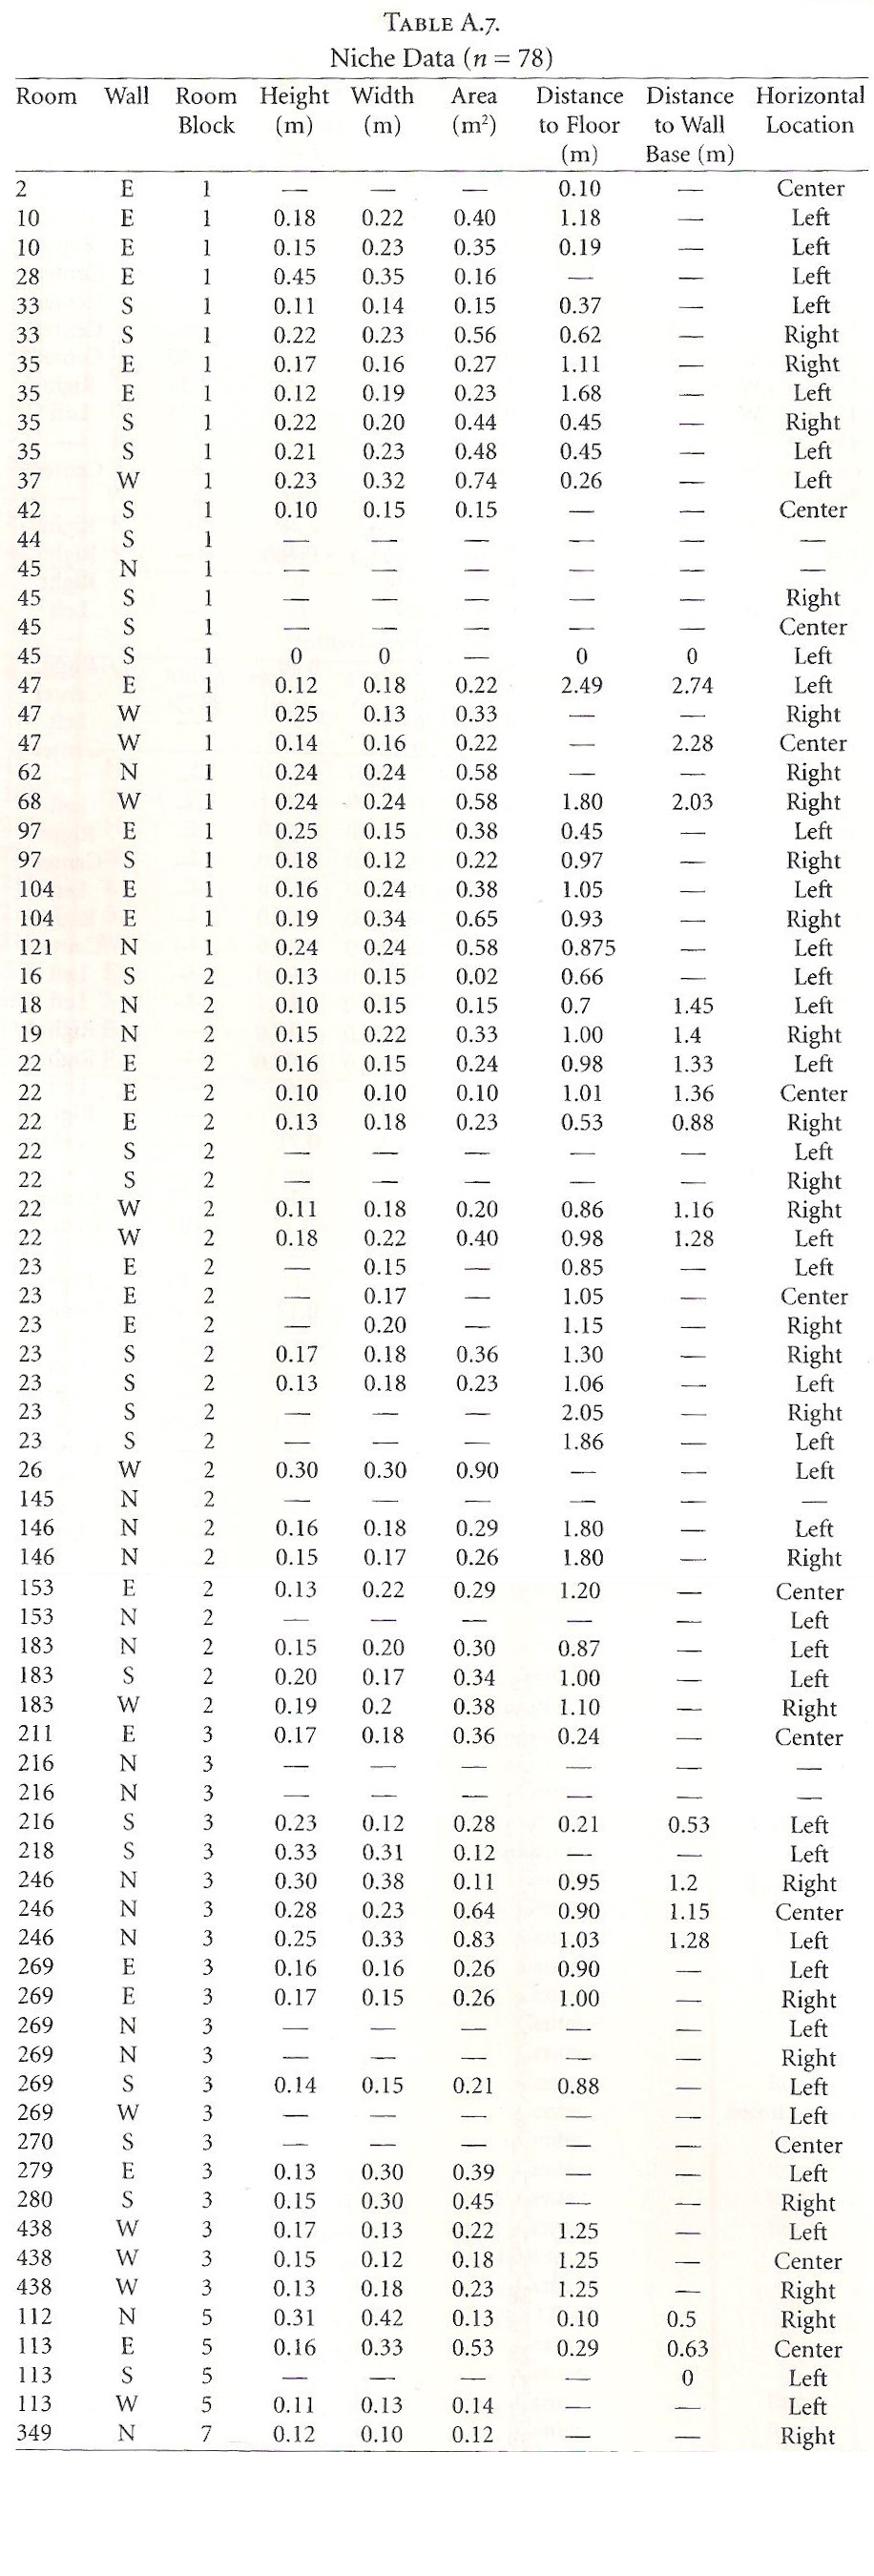 TABLE A.7.
Niche Data (n = 78)
Room Wall Room Height Width Area Distance Distance Horizontal
Block (m) (m) (m²) to Floor to Wall Location
(m) Base (m)
2 E 1 — — — 0.10 — Center
10 E 1 0.18 0.22 0.40 1.18 — Left
10 E 1 0.15 0.23 0.35 0.19 — Left
28 E 1 0.45 0.35 0.16 — — Left
33 S 1 0.11 0.14 0.15 0.37 — Left
33 S 1 0.22 0.23 0.56 0.62 — Right
35 E 1 0.17 0.16 0.27 1.11 — Right
35 E 1 0.12 0.19 0.23 1.68 — Left
35 S 1 0.22 0.20 0.44 0.45 — Right
35 S 1 0.21 0.23 0.48 0.45 — Left
37 W 1 0.23 0.32 0.74 0.26 — Left
42 S 1 0.10 0.15 0.15 — — Center
44 S 1 — — — — — —
45 N 1 — — — — — —
45 S 1 — — — — — Right
45 S 1 — — — — — Center
45 S 1 0 0 — 0 0 Left
47 E 1 0.12 0.18 0.22 2.49 2.74 Left
47 W 1 0.25 0.13 0.33 — — Right
47 W 1 0.14 0.16 0.22 — 2.28 Center
62 N 1 0.24 0.24 0.58 — — Right
68 W 1 0.24 0.24 0.58 1.80 2.03 Right
97 E 1 0.25 0.15 0.38 0.45 — Left
97 S 1 0.18 0.12 0.22 0.97 — Right
104 E 1 0.16 0.24 0.38 1.05 — Left
104 E 1 0.19 0.34 0.65 0.93 — Right
121 N 1 0.24 0.24 0.58 0.875 — Left
16 S 2 0.13 0.15 0.02 0.66 — Left
18 N 2 0.10 0.15 0.15 0.7 1.45 Left
19 N 2 0.15 0.22 0.33 1.00 1.4 Right
22 E 2 0.16 0.15 0.24 0.98 1.33 Left
22 E 2 0.10 0.10 0.10 1.01 1.36 Center
22 E 2 0.13 0.18 0.23 0.53 0.88 Right
22 S 2 — — — — — Left
22 S 2 — — — — — Right
22 W 2 0.11 0.18 0.20 0.86 1.16 Right
22 W 2 0.18 0.22 0.40 0.98 1.28 Left
23 E 2 — 0.15 — 0.85 — Left
23 E 2 — 0.17 — 1.05 — Center
23 E 2 — 0.20 — 1.15 — Right
23 S 2 0.17 0.18 0.36 1.30 — Right
23 S 2 0.13 0.18 0.23 1.06 — Left
23 S 2 — — — 2.05 — Right
23 S 2 — — — 1.86 — Left
26 W 2 0.30 0.30 0.90 — — Left
145 N 2 — — — — — —
146 N 2 0.16 0.18 0.29 1.80 — Left
146 N 2 0.15 0.17 0.26 1.80 — Right
153 E 2 0.13 0.22 0.29 1.20 — Center
153 N 2 — — — — — Left
183 N 2 0.15 0.20 0.30 0.87 — Left
183 S 2 0.20 0.17 0.34 1.00 — Left
183 W 2 0.19 0.2 0.38 1.10 — Right
211 E 3 0.17 0.18 0.36 0.24 — Center
216 N 3 — — — — — —
216 N 3 — — — — — —
216 S 3 0.23 0.12 0.28 0.21 0.53 Left
218 S 3 0.33 0.31 0.12 — — Left
246 N 3 0.30 0.38 0.11 0.95 1.2 Right
246 N 3 0.28 0.23 0.64 0.90 1.15 Center
246 N 3 0.25 0.33 0.83 1.03 1.28 Left
269 E 3 0.16 0.16 0.26 0.90 — Left
269 E 3 0.17 0.15 0.26 1.00 — Right
269 N 3 — — — — — Left
269 N 3 — — — — — Right
269 S 3 0.14 0.15 0.21 0.88 — Left
269 W 3 — — — — — Left
270 S 3 — — — — — Center
279 E 3 0.13 0.30 0.39 — — Left
280 S 3 0.15 0.30 0.45 — — Right
438 W 3 0.17 0.13 0.22 1.25 — Left
438 W 3 0.15 0.12 0.18 1.25 — Center
438 W 3 0.13 0.18 0.23 1.25 — Right
112 N 5 0.31 0.42 0.13 0.10 0.5 Right
113 E 5 0.16 0.33 0.53 0.29 0.63 Center
113 S 5 — — — — 0 Left
113 W 5 0.11 0.13 0.14 — — Left
349 N 7 0.12 0.10 0.12 — — Right